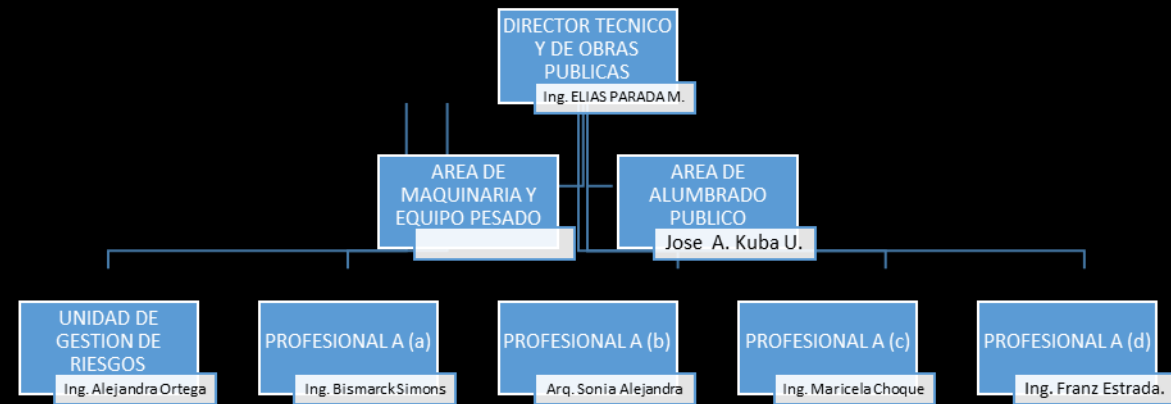 DIRECTOR TECNICO
Y DE OBRAS
PUBLICAS
Ing. ELIAS PARADA M.
AREA DE
MAQUINARIA Y
EQUIPO PESADO
AREA DE
ALUMBRADO
PUBLICO
Jose A. Kuba U.
UNIDAD DE
GESTION DE
RIESGOS
Ing. Alejandra Ortega
PROFESIONAL A (a)
Ing. Bismarck Simons
PROFESIONAL A (b)
Arq. Sonia Alejandra
PROFESIONAL A (c)
Ing. Maricela Choque
PROFESIONAL A (d)
Ing. Franz Estrada.